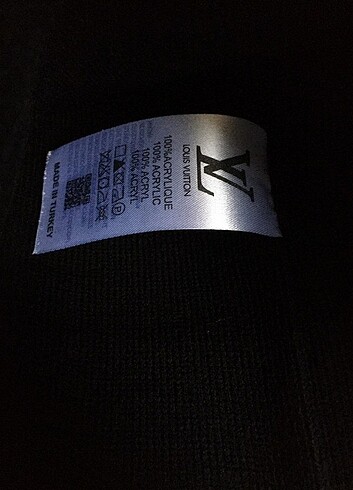 LV
LOUIS VUITTON
100%ACRYLIQUE
100% ACRYLIC
100% ACRYL
100% ACRYL
MADE IN TURKEY